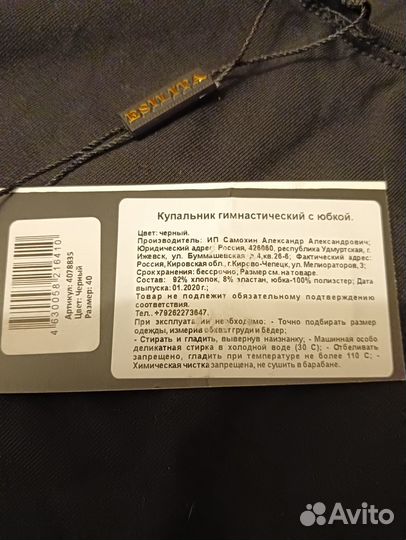 ESMIRA
Купальник гимнастический с юбкой.
Цвет: черный.
Производитель: ИП Самохин Александр Александрович;
Юридический адрес: Россия, 426060, республика Удмуртская, г.
Ижевск, ул. Буммашевская д.4,кв.26-6; Фактический адрес:
Россия,Кировская обл., г.Кирово-Чепецк, ул. Мелиораторов, 3;
Срок хранения: бессрочно, Размер см. на товаре.
Состав: 92% хлопок, 8% эластан, юбка-100% полиэстер; Дата
выпуска: 01.2020 г.;
Товар не подлежит обязательному подтверждению
соответствия.
Тел.. +79262273647.
При эксплуатации необходимо: - Точно подбирать размер
одежды, измерив обхват груди и бёдер;
- Стирать и гладить, вывернув наизнанку; - Машинная особо
деликатная стирка в холодной воде (30 С); - Отбеливать
запрещено, гладить при температуре не более 110 С; -
Химическая чистка запрещена, не сушить в барабане.
4630058216410
Артикул: 4078835
Цвет: Черный
Размер: 40
Avito